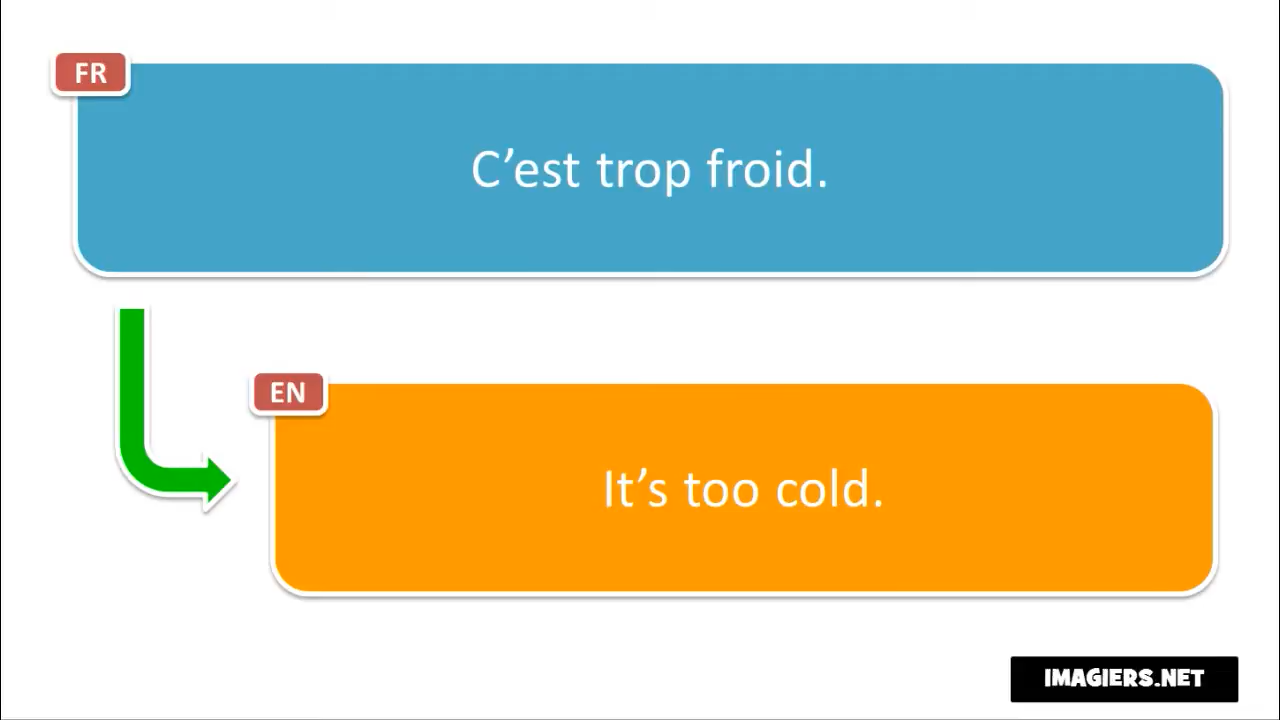 FR
C’est trop froid.
EN
It’s too cold.
IMAGIERS.NET